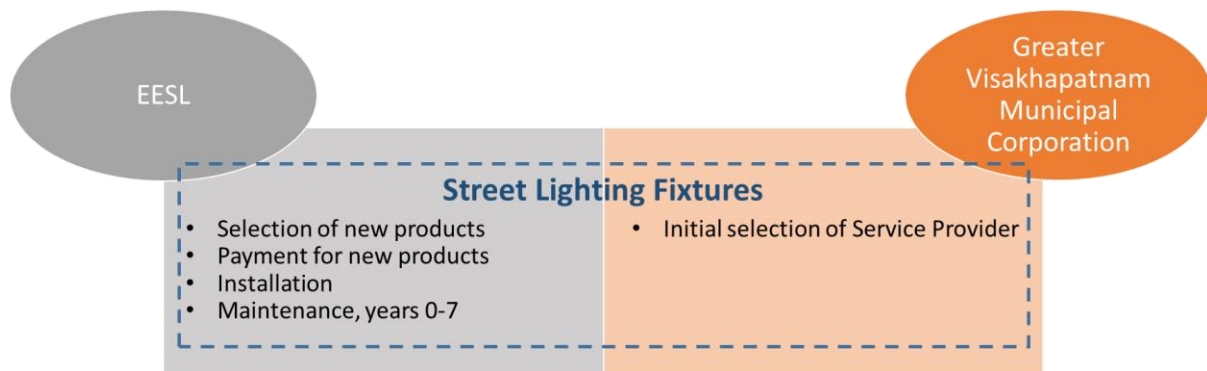 EESL
Greater
Visakhapatnam
Municipal
Corporation
Street Lighting Fixtures
• Selection of new products
• Payment for new products
• Installation
• Maintenance, years 0-7
• Initial selection of Service Provider